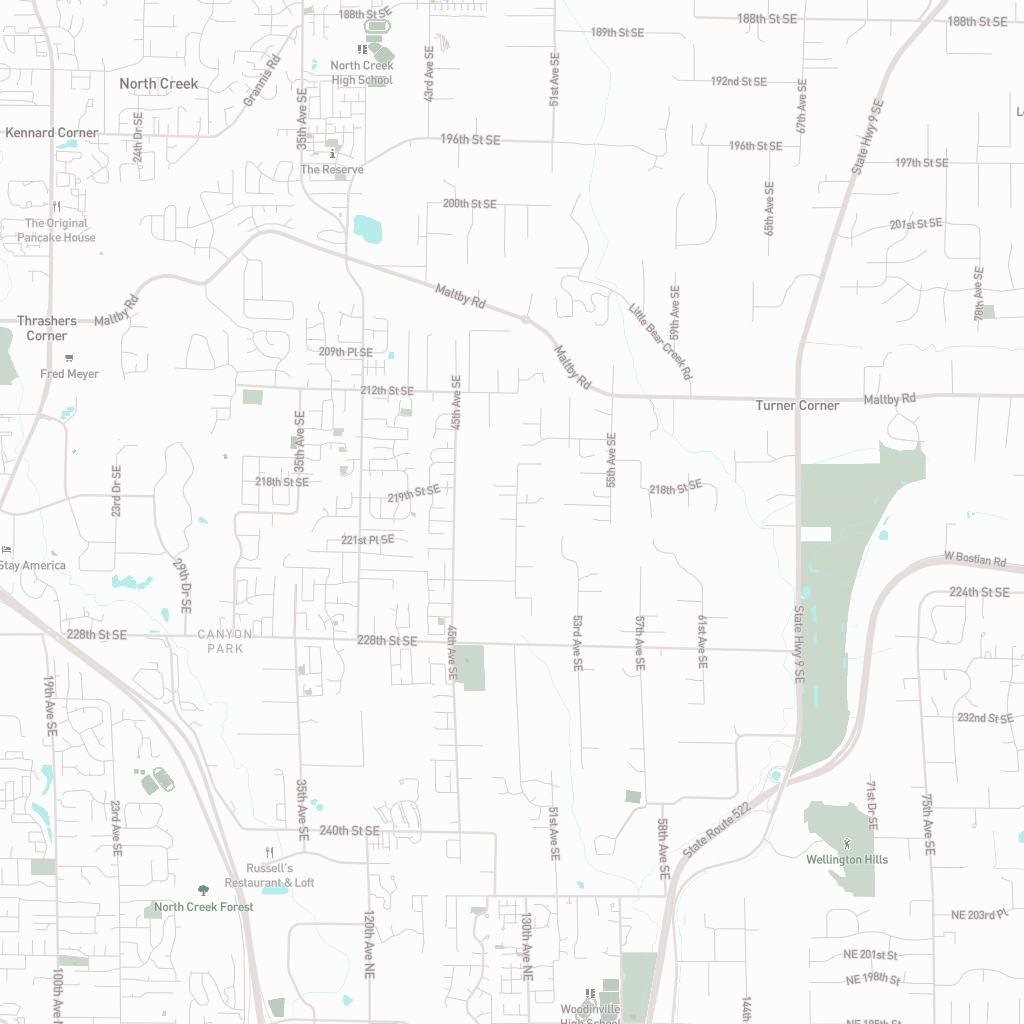 188th St SE
188th St SE
188th St SE
189th St SE
North Creek
High School
43rd Ave SE
51st Ave SE
192nd St SE
North Creek
Grannis Rd
35th Ave SE
67th Ave SE
State Hwy 9 SE
Kennard Corner
24th Dr SE
196th St SE
196th St SE
197th St SE
The Reserve
200th St SE
65th Ave SE
201st St SE
The Original
Pancake House
Maltby Rd
Maltby Rd
Little Bear Creek Rd
59th Ave SE
78th Ave SE
Thrashers
Corner
Fred Meyer
209th Pl SE
Maltby Rd
212th St SE
45th Ave SE
Turner Corner
Maltby Rd
35th Ave SE
55th Ave SE
23rd Dr SE
218th St SE
219th St SE
218th St SE
221st Pl SE
Stay America
29th Dr SE
W Bostian Rd
224th St SE
228th St SE
CANYON
PARK
228th St SE
45th Ave SE
53rd Ave SE
57th Ave SE
61st Ave SE
State Hwy 9 SE
19th Ave SE
232nd St SE
23rd Ave SE
35th Ave SE
240th St SE
51st Ave SE
58th Ave SE
State Route 522
71st Dr SE
75th Ave SE
Wellington Hills
Russell's
Restaurant & Loft
North Creek Forest
120th Ave NE
130th Ave NE
NE 203rd Pl
NE 201st St
NE 198th St
100th Ave N
Woodinville
High School
144th
NE 195th St